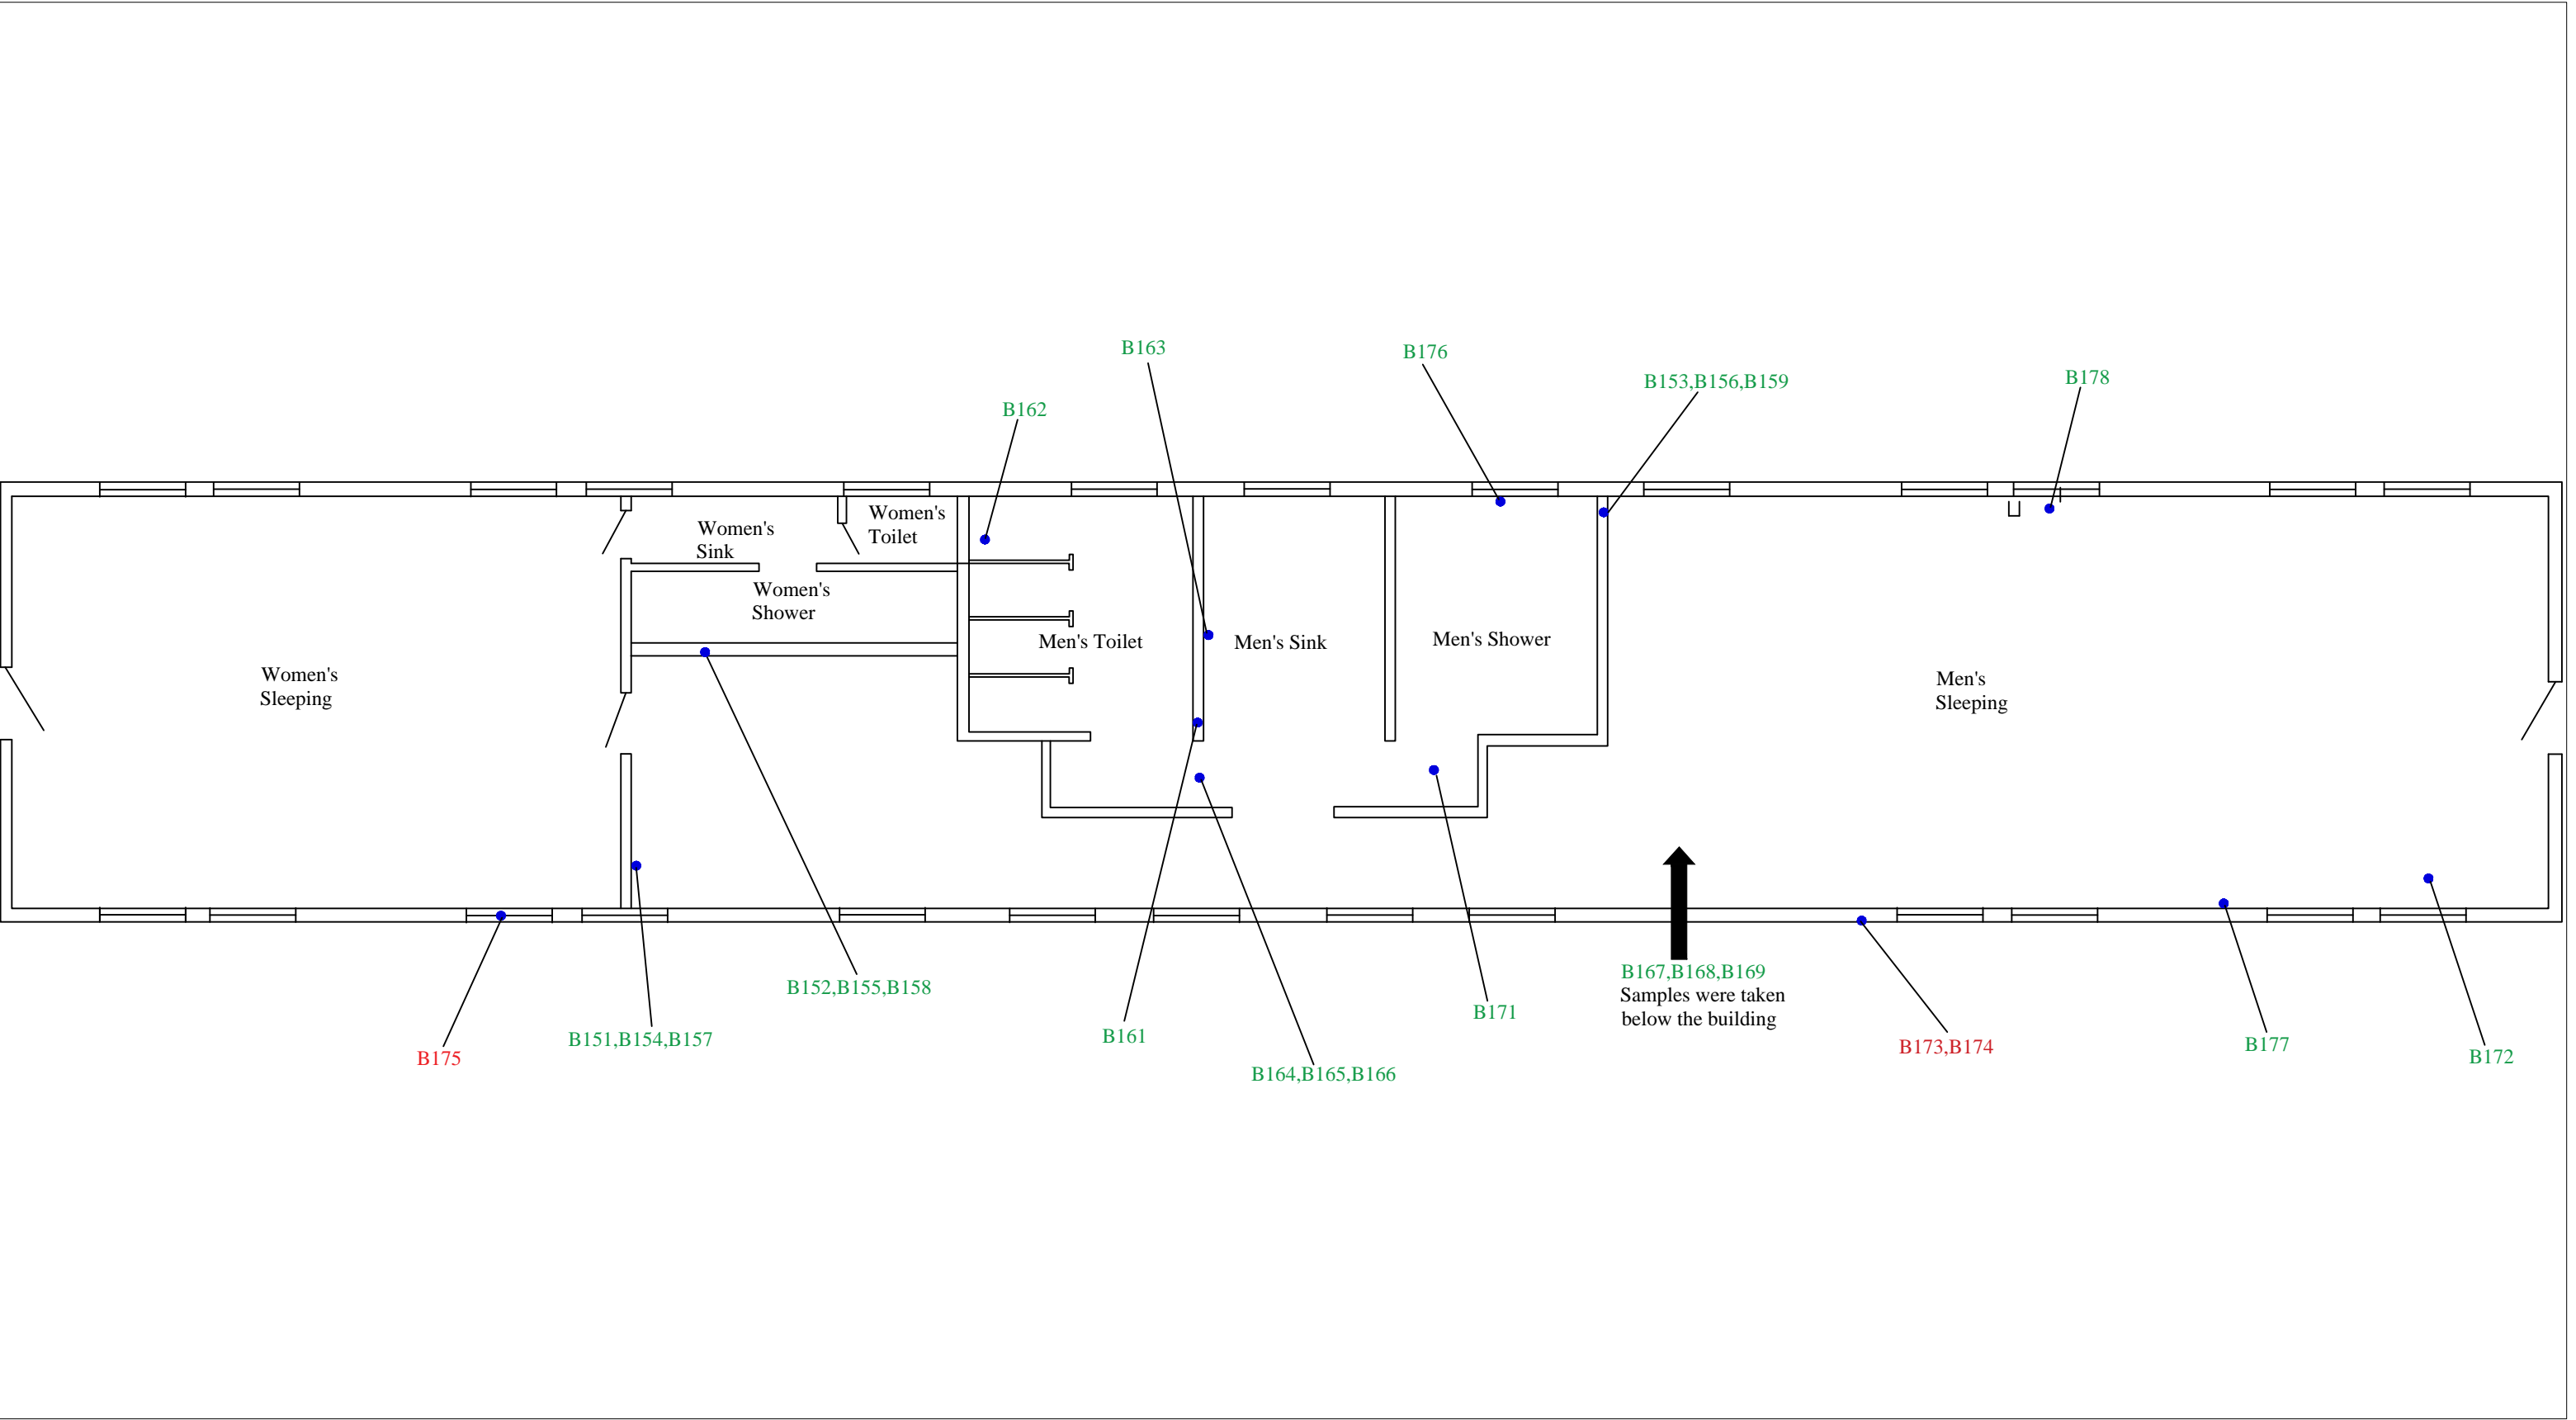 B163
B176
B153,B156,B159
B178
B162
Women's
Toilet
Women's
Sink
Women's
Shower
Men's Toilet
Men's Sink
Men's Shower
Women's
Sleeping
Men's
Sleeping
B152,B155,B158
B167,B168,B169
Samples were taken
below the building
B171
B151,B154,B157
B161
B173,B174
B177
B175
B172
B164,B165,B166